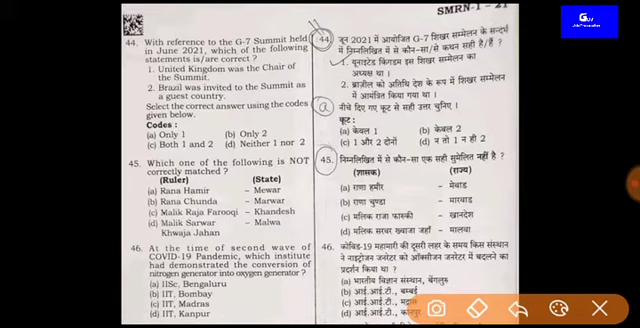 SMRN-1 – 21
GUJ
JOB INFORMATION
44. With reference to the G-7 Summit held
in June 2021, which of the following
statements is/are correct ?
1. United Kingdom was the Chair of
the Summit.
2. Brazil was invited to the Summit as
a guest country.
Select the correct answer using the codes
given below.
Codes :
(a) Only 1 (b) Only 2
(c) Both 1 and 2 (d) Neither 1 nor 2
45. Which one of the following is NOT
correctly matched ?
(Ruler) (State)
(a) Rana Hamir – Mewar
(b) Rana Chunda – Marwar
(c) Malik Raja Farooqi – Khandesh
(d) Malik Sarwar – Malwa
Khwaja Jahan
46. At the time of second wave of
COVID-19 Pandemic, which institute
had demonstrated the conversion of
nitrogen generator into oxygen generator ?
(a) IISc, Bengaluru
(b) IIT, Bombay
(c) IIT, Madras
(d) IIT, Kanpur
44. जून 2021 में आयोजित G-7 शिखर सम्मेलन के सन्दर्भ
में निम्नलिखित में से कौन-सा/से कथन सही है/हैं ?
1. यूनाइटेड किंगडम इस शिखर सम्मेलन का
अध्यक्ष था ।
2. ब्राज़ील को अतिथि देश के रूप में शिखर सम्मेलन
में आमंत्रित किया गया था ।
a
नीचे दिए गए कूट से सही उत्तर चुनिए ।
कूट :
(a) केवल 1 (b) केवल 2
(c) 1 और 2 दोनों (d) न तो 1 न ही 2
45. निम्नलिखित में से कौन-सा एक सही सुमेलित नहीं है ?
(शासक) (राज्य)
(a) राणा हमीर – मेवाड़
(b) राणा चुण्डा – मारवाड़
(c) मलिक राजा फारुकी – खानदेश
(d) मलिक सरवर ख्वाजा जहाँ – मालवा
46. कोविड-19 महामारी की दूसरी लहर के समय किस संस्थान
ने नाइट्रोजन जनरेटर को ऑक्सीजन जनरेटर में बदलने का
प्रदर्शन किया था ?
(a) भारतीय विज्ञान संस्थान, बेंगलुरु
(b) आई.आई.टी., बम्बई
(c) आई.आई.टी., मद्रास
(d) आई.आई.टी., कानपुर